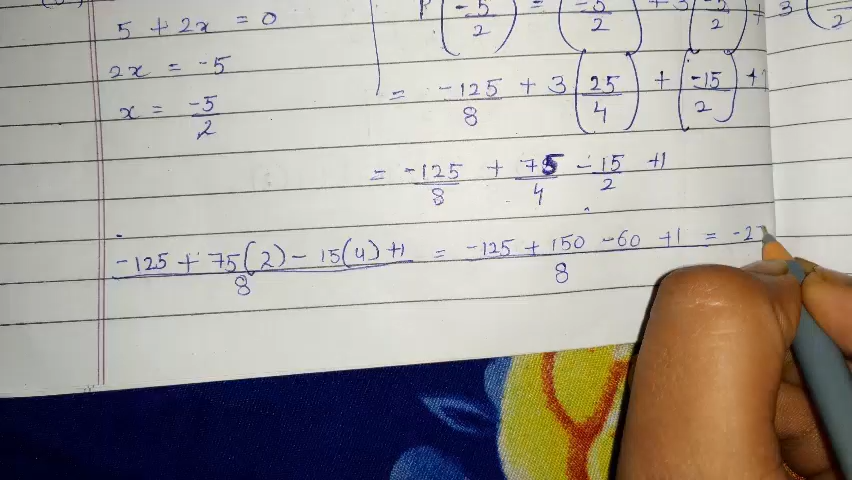 5 + 2x = 0
2x = -5
x = -5/2
P(-5/2) = (-5/2) + 3(-5/2) + 3(
= -125/8 + 3(25/4) + (-15/2) +
= -125/8 + 75/4 - 15/2 + 1
-125 + 75(2) - 15(4) + 1 / 8 = -125 + 150 - 60 + 1 / 8 = -2